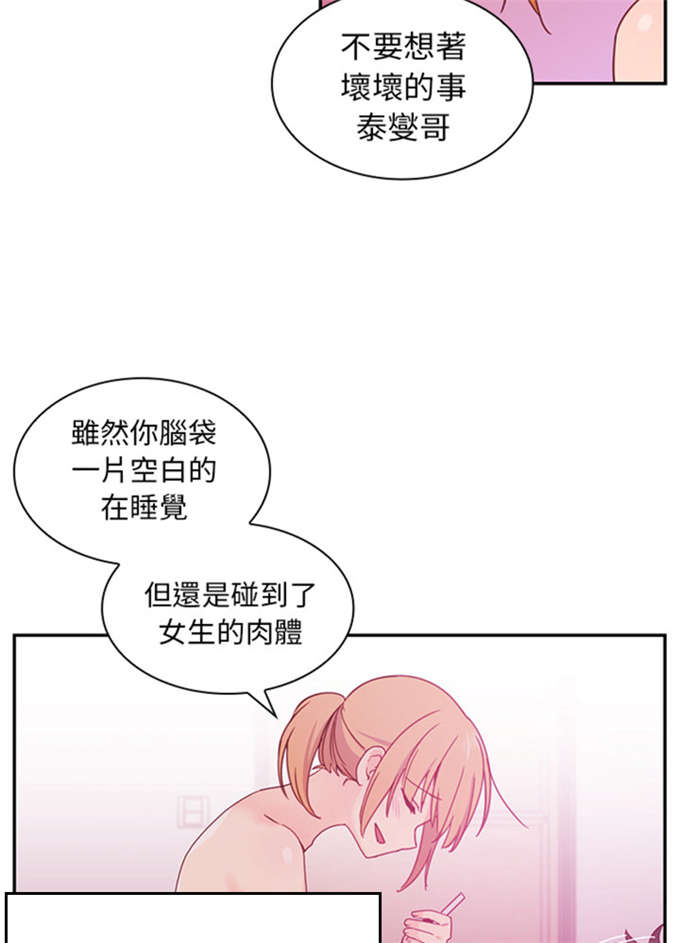 不要想著
壞壞的事
泰燮哥
雖然你腦袋
一片空白的
在睡覺
但還是碰到了
女生的肉體